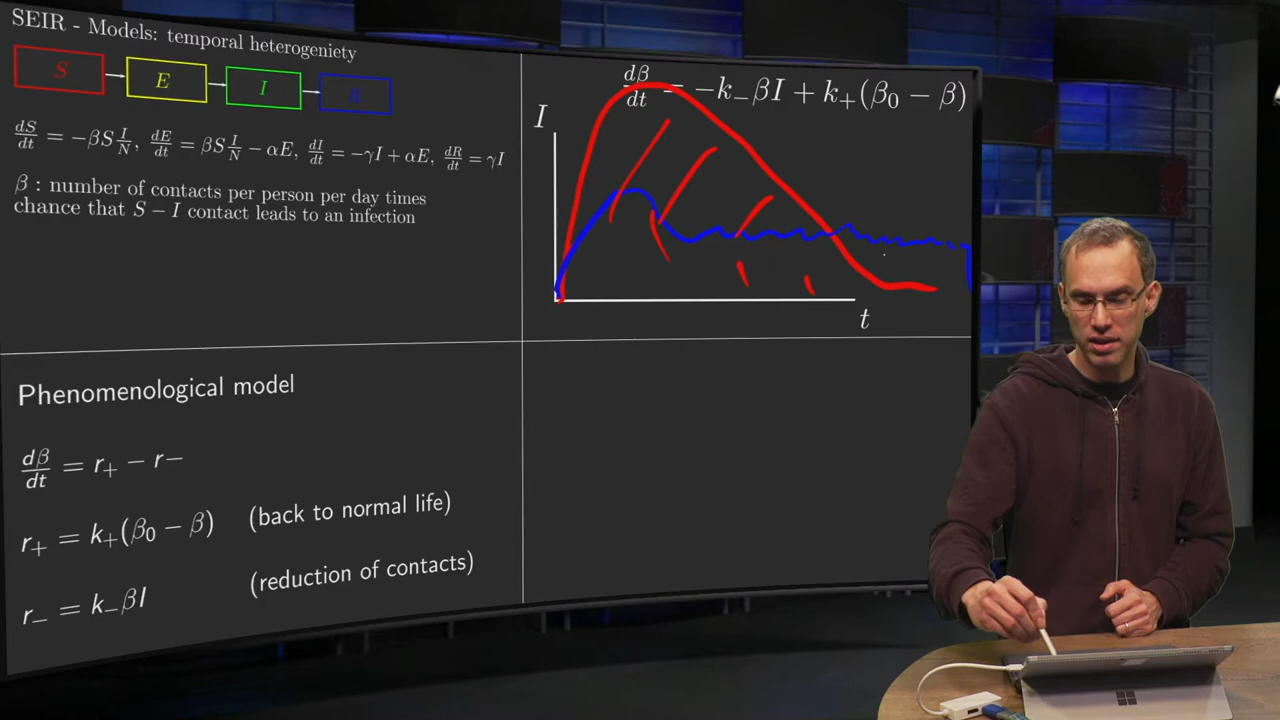 SEIR - Models: temporal heterogeniety
S
E
I
R
dS/dt = −βS I/N, dE/dt = βS I/N − αE, dI/dt = −γI + αE, dR/dt = γI
β : number of contacts per person per day times
chance that S − I contact leads to an infection
dβ/dt = −k₋βI + k₊(β₀ − β)
I
t
Phenomenological model
dβ/dt = r₊ − r−
r₊ = k₊(β₀ − β) (back to normal life)
r₋ = k₋βI (reduction of contacts)